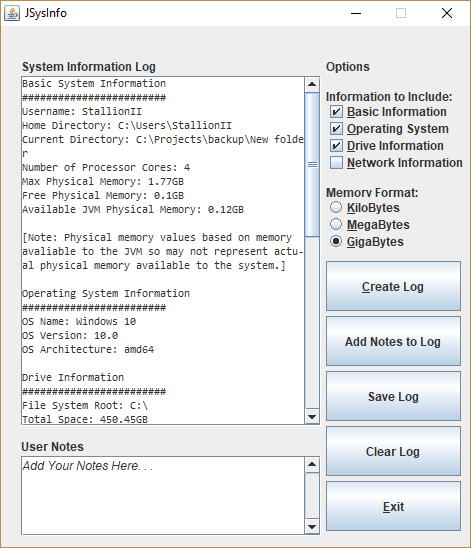 JSysInfo
System Information Log
Basic System Information
########################
Username: StallionII
Home Directory: C:\Users\StallionII
Current Directory: C:\Projects\backup\New folde
r
Number of Processor Cores: 4
Max Physical Memory: 1.77GB
Free Physical Memory: 0.1GB
Available JVM Physical Memory: 0.12GB
[Note: Physical memory values based on memory
avaliable to the JVM so may not represent actu-
al physical memory available to the system.]
Operating System Information
########################
OS Name: Windows 10
OS Version: 10.0
OS Architecture: amd64
Drive Information
########################
File System Root: C:\
Total Space: 450.45GB
User Notes
Add Your Notes Here. . .
Options
Information to Include:
Basic Information
Operating System
Drive Information
Network Information
Memory Format:
KiloBytes
MegaBytes
GigaBytes
Create Log
Add Notes to Log
Save Log
Clear Log
Exit